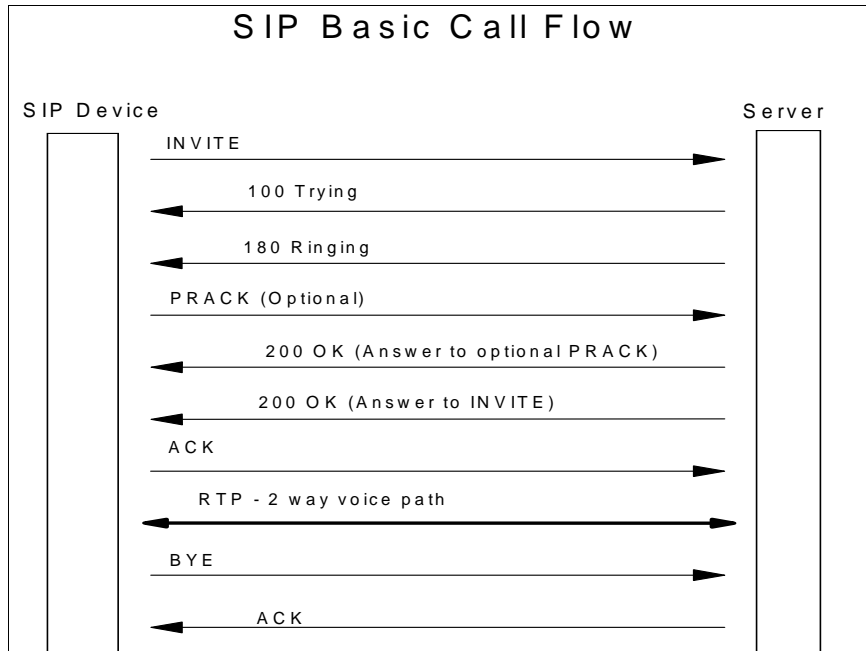 SIP Basic Call Flow
SIP Device
Server
INVITE
100 Trying
180 Ringing
PRACK (Optional)
200 OK (Answer to optional PRACK)
200 OK (Answer to INVITE)
ACK
RTP - 2 way voice path
BYE
ACK